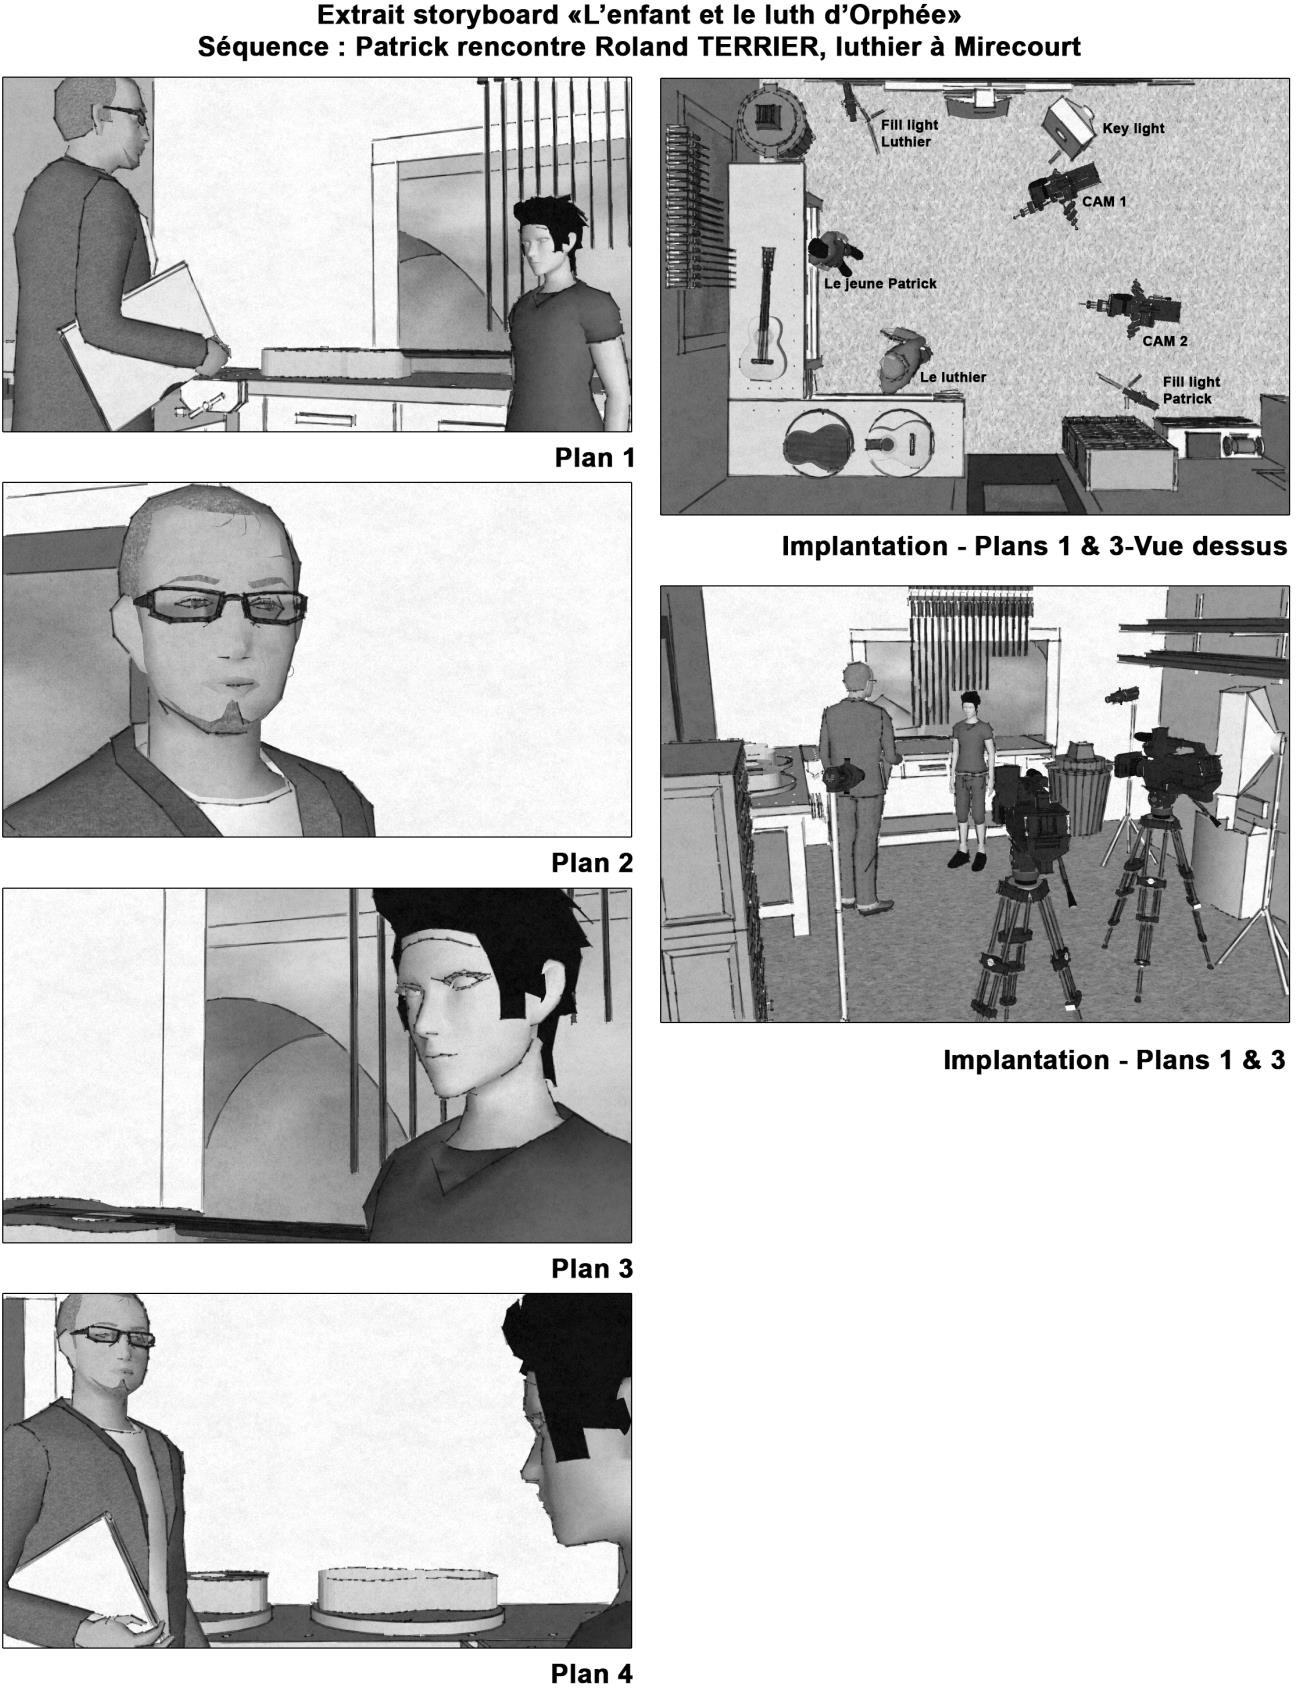 Extrait storyboard «L’enfant et le luth d’Orphée»
Séquence : Patrick rencontre Roland TERRIER, luthier à Mirecourt
Plan 1
Plan 2
Plan 3
Plan 4
Fill light
Luthier
Key light
CAM 1
Le jeune Patrick
CAM 2
Le luthier
Fill light
Patrick
Implantation - Plans 1 & 3-Vue dessus
Implantation - Plans 1 & 3